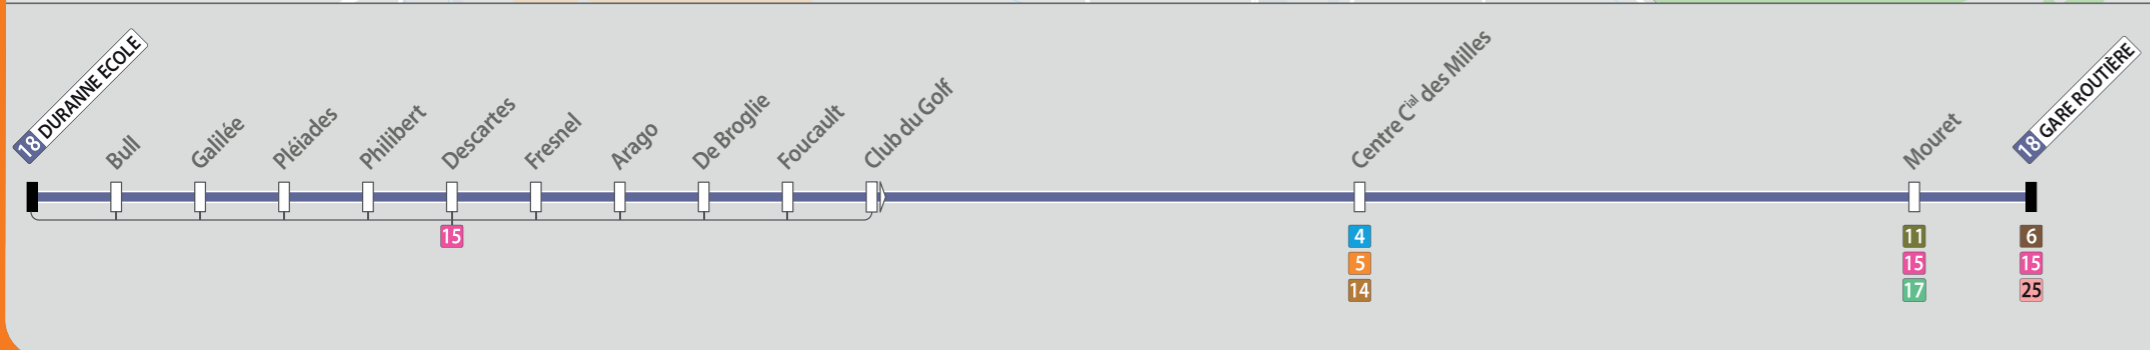 18 DURANNE ECOLE
Bull
Galilée
Pléiades
Philibert
Descartes
Fresnel
Arago
De Broglie
Foucault
Club du Golf
Centre Cial des Milles
Mouret
18 GARE ROUTIÈRE
15
4
5
14
11
15
17
6
15
25